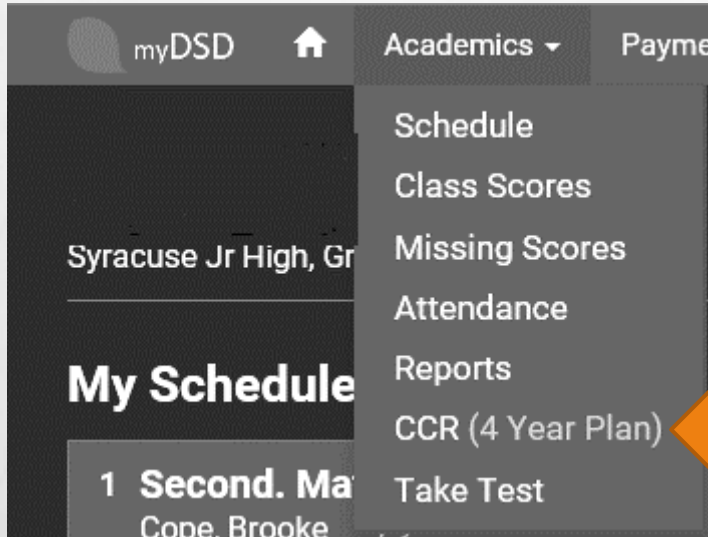 myDSD Academics Payme
Schedule
Class Scores
Missing Scores
Attendance
Reports
CCR (4 Year Plan)
Take Test
Syracuse Jr High, Gr
My Schedule
1 Second. Ma
Cope, Brooke